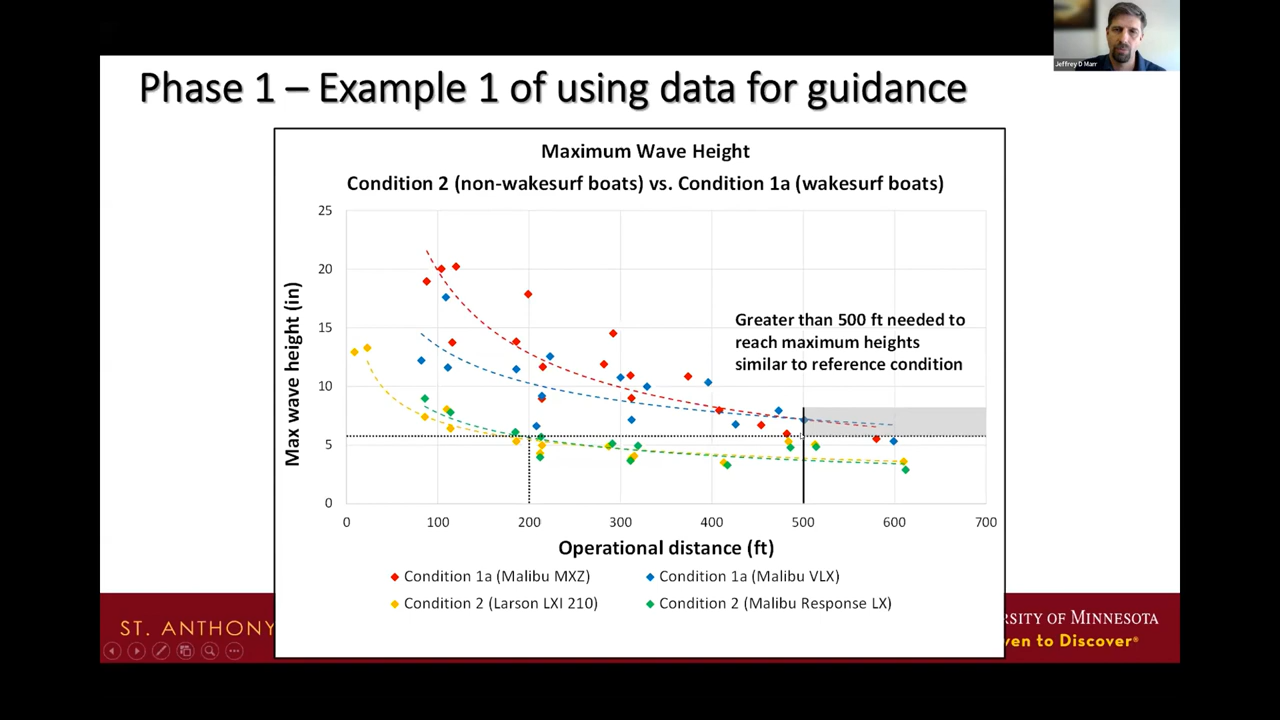 Jeffrey D Marr
Phase 1 – Example 1 of using data for guidance
Maximum Wave Height
Condition 2 (non-wakesurf boats) vs. Condition 1a (wakesurf boats)
Max wave height (in)
25
20
15
10
5
0
Greater than 500 ft needed to
reach maximum heights
similar to reference condition
0 100 200 300 400 500 600 700
Operational distance (ft)
Condition 1a (Malibu MXZ) Condition 1a (Malibu VLX)
Condition 2 (Larson LXI 210) Condition 2 (Malibu Response LX)
ST. ANTHONY
RSITY OF MINNESOTA
ven to Discover®